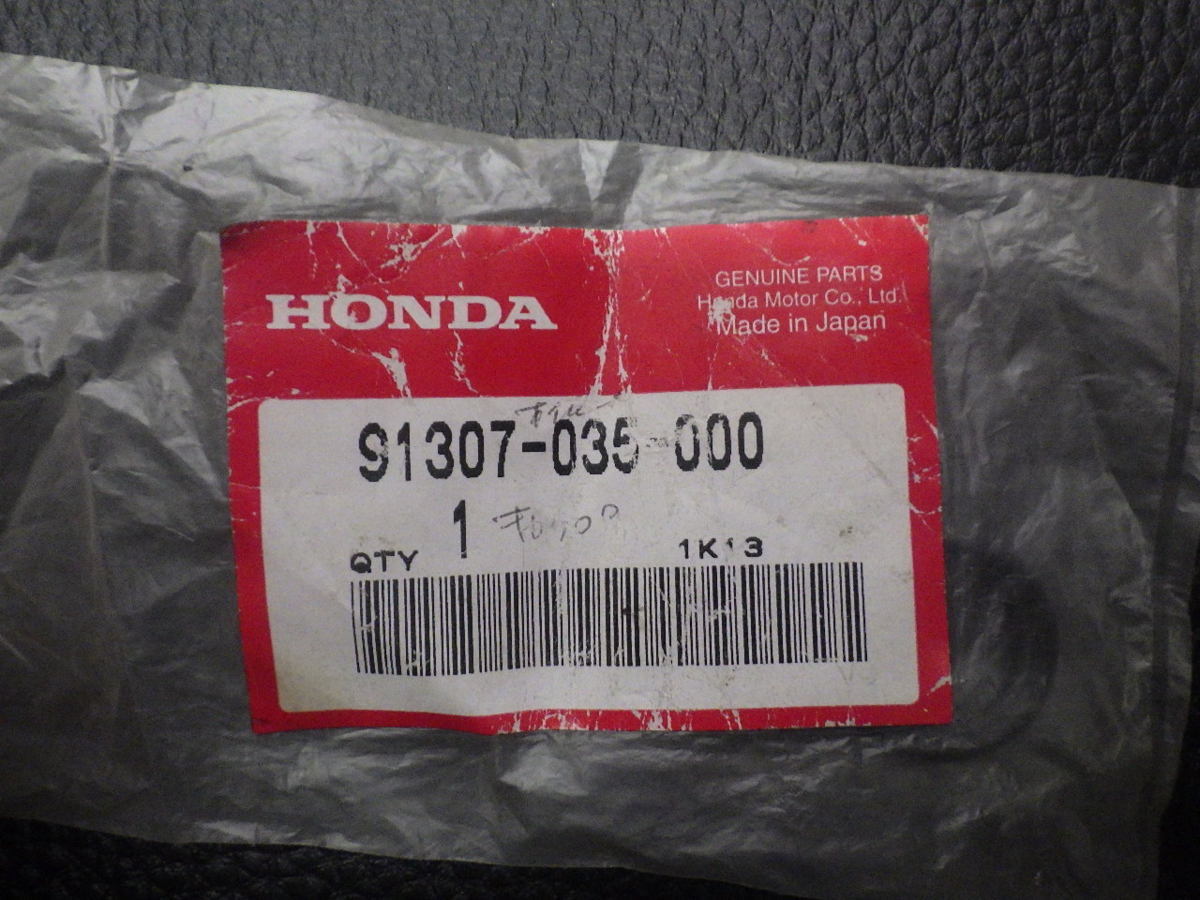 HONDA
GENUINE PARTS
Honda Motor Co., Ltd.
Made in Japan
91307-035-000
1
QTY
1K13